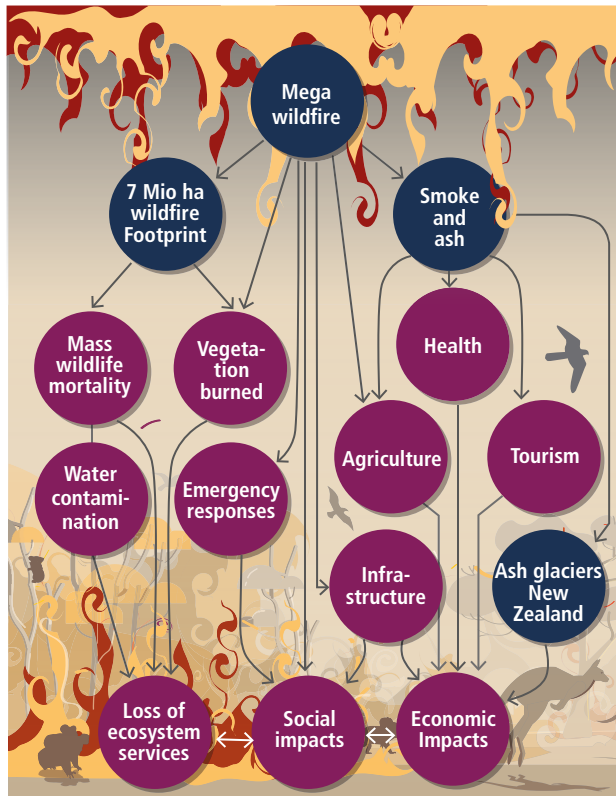 Mega
wildfire
7 Mio ha
wildfire
Footprint
Smoke
and
ash
Mass
wildlife
mortality
Vegeta-
tion
burned
Health
Agriculture
Tourism
Water
contami-
nation
Emergency
responses
Infra-
structure
Ash glaciers
New
Zealand
Loss of
ecosystem
services
Social
impacts
Economic
Impacts